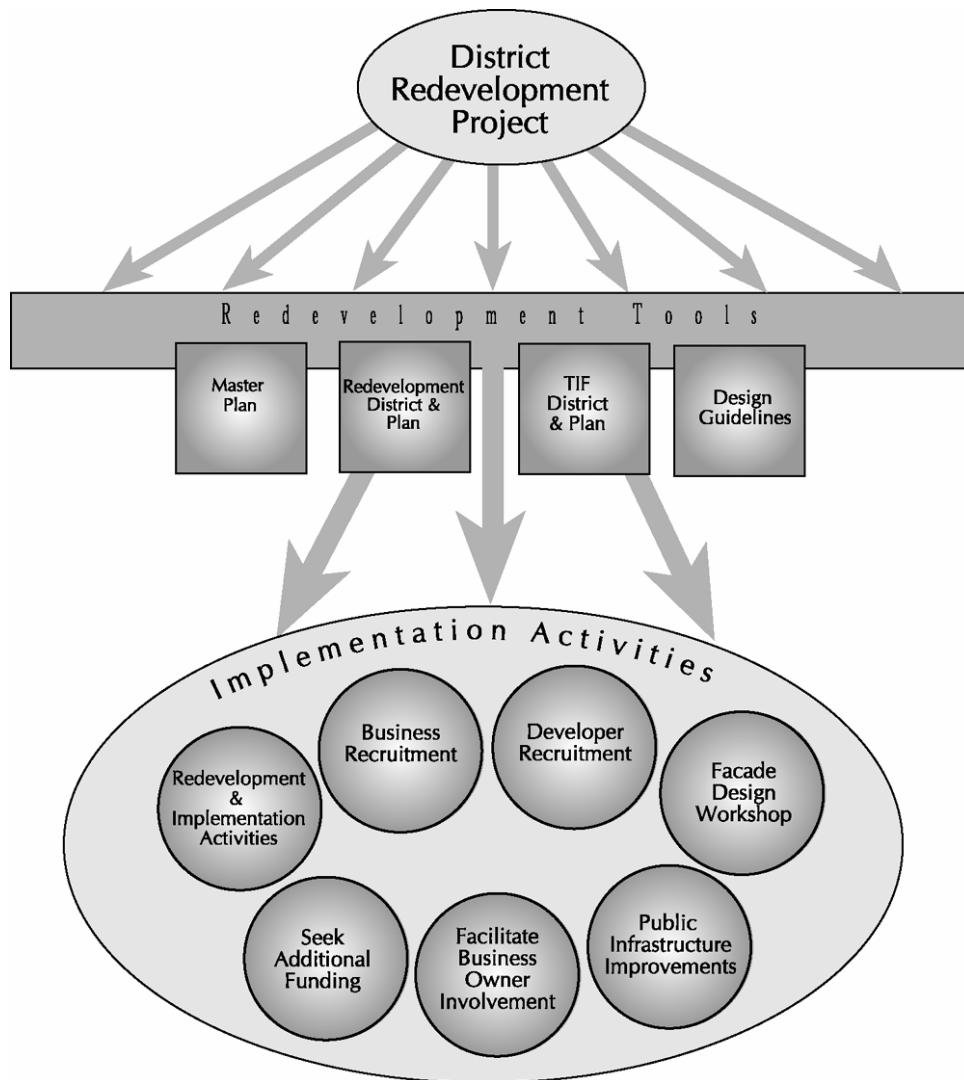 District
Redevelopment
Project
Redevelopment Tools
Master
Plan
Redevelopment
District &
Plan
TIF
District
& Plan
Design
Guidelines
Implementation Activities
Business
Recruitment
Developer
Recruitment
Redevelopment
&
Implementation
Activities
Facade
Design
Workshop
Seek
Additional
Funding
Facilitate
Business
Owner
Involvement
Public
Infrastructure
Improvements